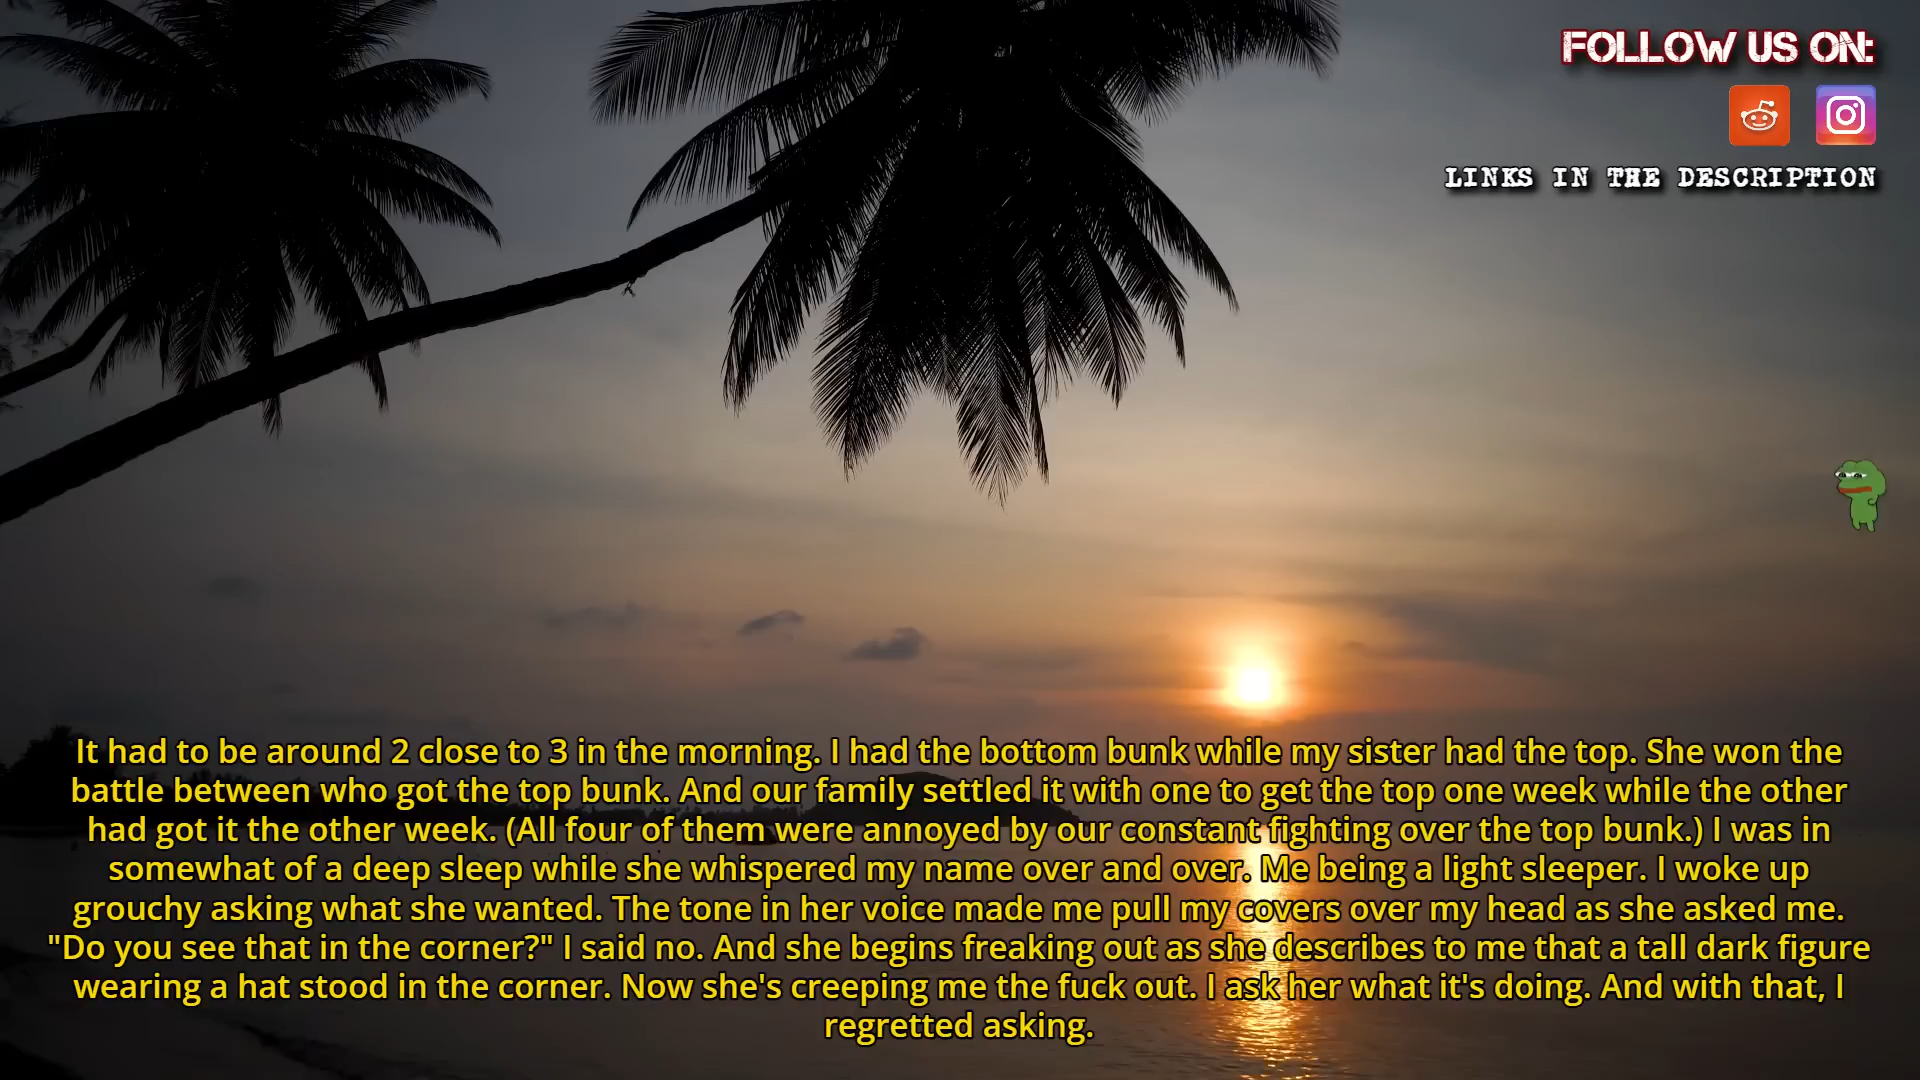 FOLLOW US ON:
LINKS IN THE DESCRIPTION
It had to be around 2 close to 3 in the morning. I had the bottom bunk while my sister had the top. She won the
battle between who got the top bunk. And our family settled it with one to get the top one week while the other
had got it the other week. (All four of them were annoyed by our constant fighting over the top bunk.) I was in
somewhat of a deep sleep while she whispered my name over and over. Me being a light sleeper. I woke up
grouchy asking what she wanted. The tone in her voice made me pull my covers over my head as she asked me.
"Do you see that in the corner?" I said no. And she begins freaking out as she describes to me that a tall dark figure
wearing a hat stood in the corner. Now she's creeping me the fuck out. I ask her what it's doing. And with that, I
regretted asking.